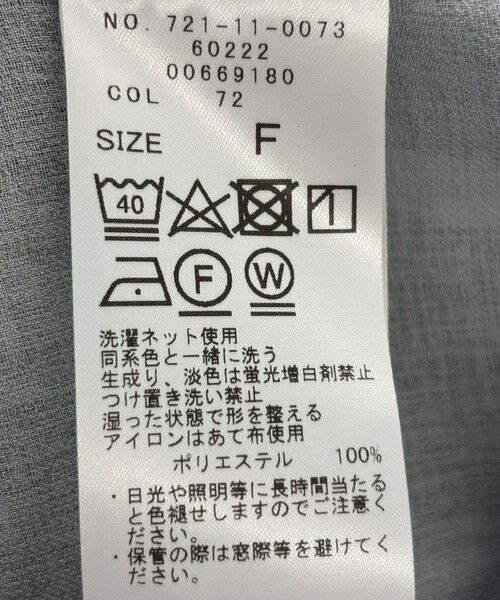 NO. 721-11-0073
60222
00669180
COL 72
SIZE F
40
F W
洗濯ネット使用
同系色と一緒に洗う
生成り、淡色は蛍光増白剤禁止
つけ置き洗い禁止
湿った状態で形を整える
アイロンはあて布使用
ポリエステル 100%
・日光や照明等に長時間当たる
と色褪せしますのでご注意く
ださい。
・保管の際は窓際等を避けてく
ださい。